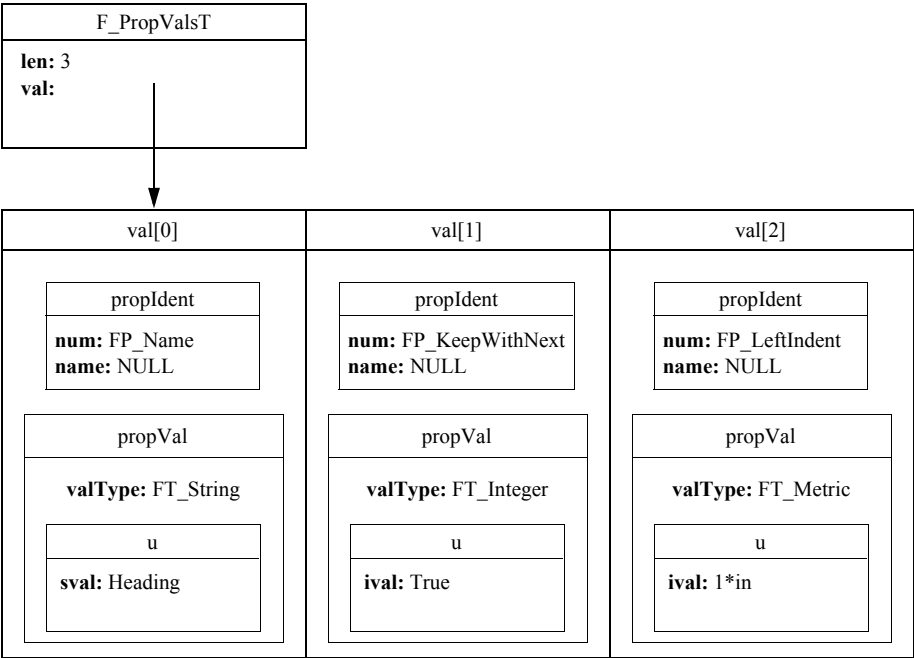 F_PropValsT
len: 3
val:
val[0]
val[1]
val[2]
propIdent
num: FP_Name
name: NULL
propIdent
num: FP_KeepWithNext
name: NULL
propIdent
num: FP_LeftIndent
name: NULL
propVal
valType: FT_String
u
sval: Heading
propVal
valType: FT_Integer
u
ival: True
propVal
valType: FT_Metric
u
ival: 1*in